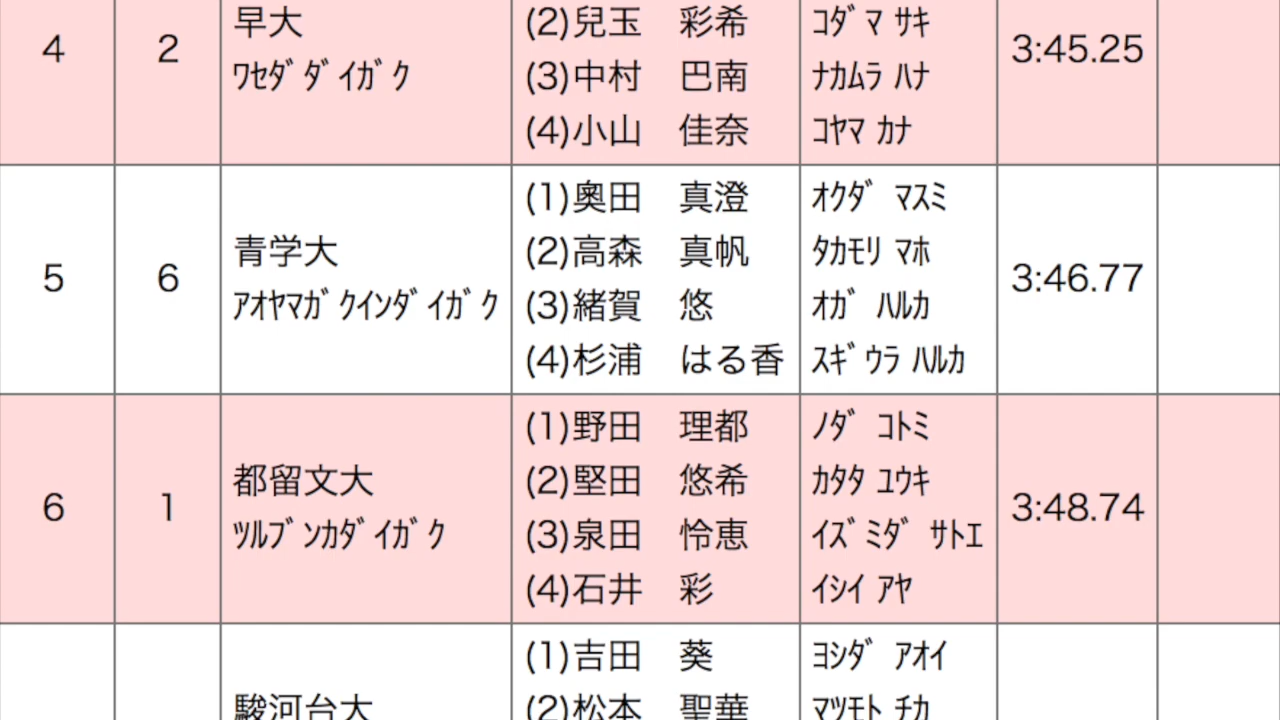 4
2
早大
ﾜｾﾀﾞﾀﾞｲｶﾞｸ
(2)兒玉　彩希
ｺﾀﾞﾏ ｻｷ
(3)中村　巴南
ﾅｶﾑﾗ ﾊﾅ
(4)小山　佳奈
ｺﾔﾏ ｶﾅ
3:45.25
5
6
青学大
ｱｵﾔﾏｶﾞｸｲﾝﾀﾞｲｶﾞｸ
(1)奧田　真澄
ｵｸﾀﾞ ﾏｽﾐ
(2)高森　真帆
ﾀｶﾓﾘ ﾏﾎ
(3)緒賀　悠
ｵｶﾞ ﾊﾙｶ
(4)杉浦　はる香
ｽｷﾞｳﾗ ﾊﾙｶ
3:46.77
6
1
都留文大
ﾂﾙﾌﾞﾝｶﾀﾞｲｶﾞｸ
(1)野田　理都
ﾉﾀﾞ ｺﾄﾐ
(2)堅田　悠希
ｶﾀﾀ ﾕｳｷ
(3)泉田　怜恵
ｲｽﾞﾐﾀﾞ ｻﾄｴ
(4)石井　彩
ｲｼｲ ｱﾔ
3:48.74
駿河台大
(1)吉田　葵
ﾖｼﾀﾞ ｱｵｲ
(2)松本　聖華
ﾏﾂﾓﾄ ﾁｶ